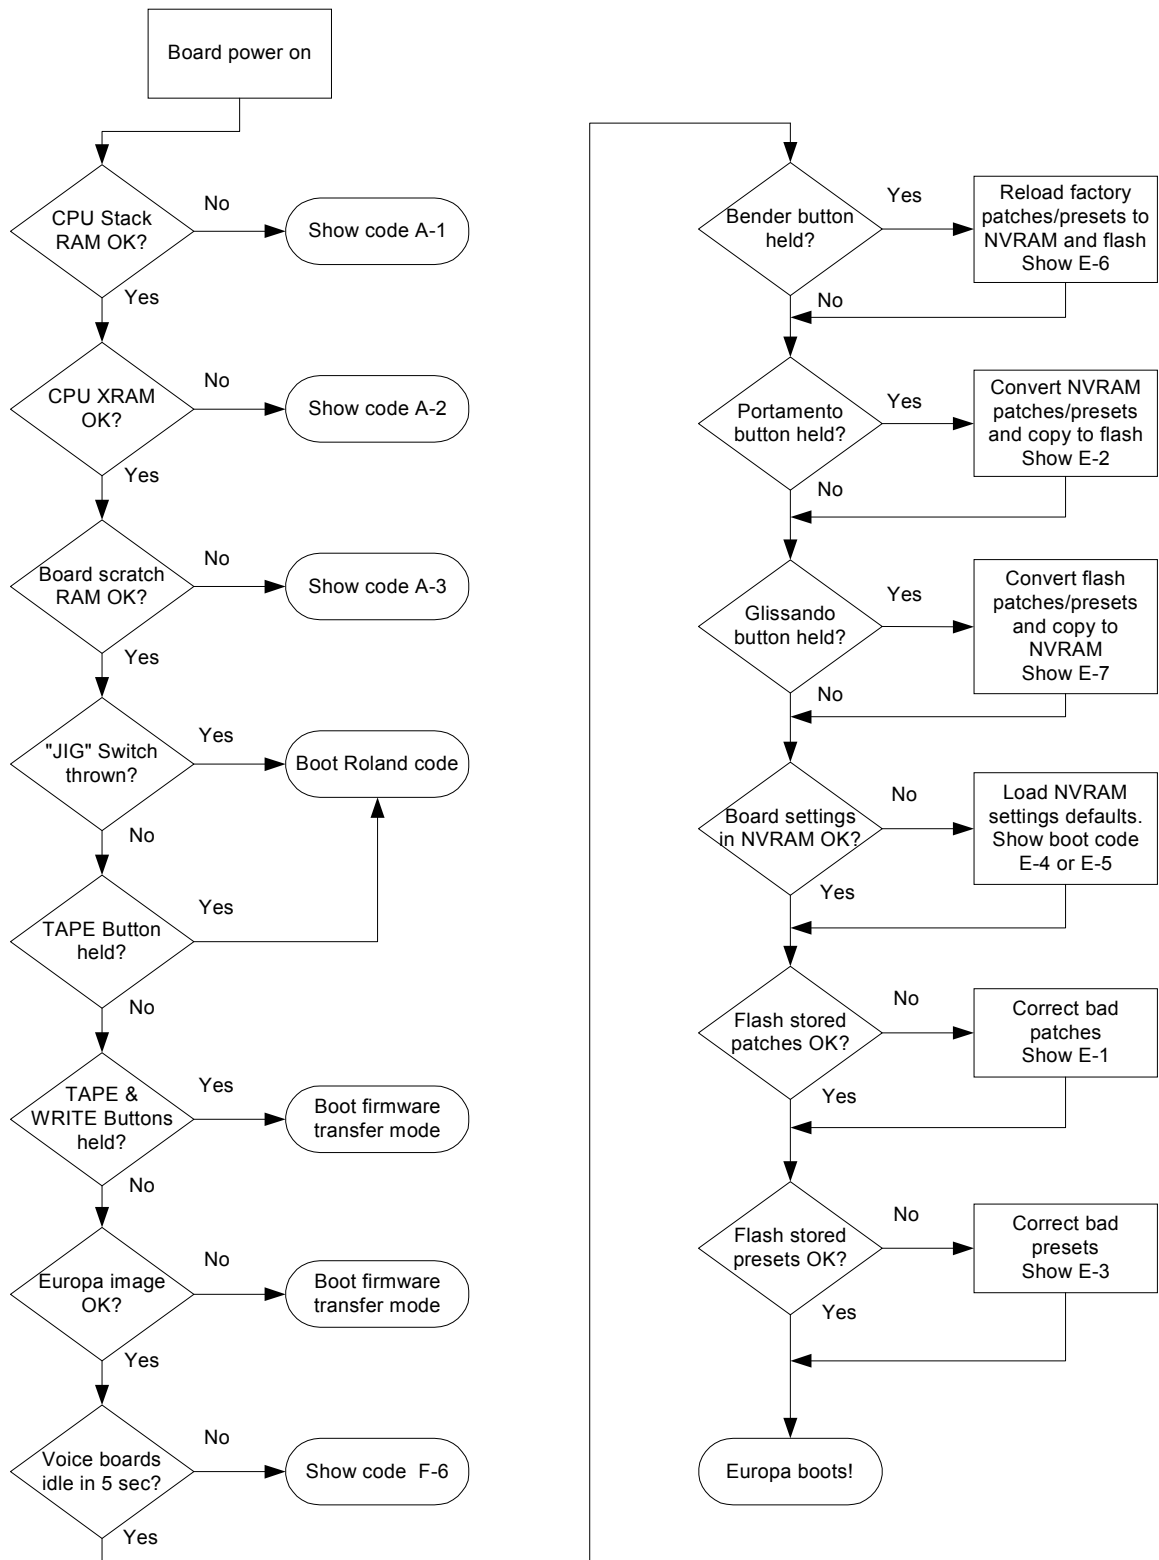 Board power on
CPU Stack
RAM OK?
No
Show code A-1
Yes
CPU XRAM
OK?
No
Show code A-2
Yes
Board scratch
RAM OK?
No
Show code A-3
Yes
"JIG" Switch
thrown?
Yes
Boot Roland code
No
TAPE Button
held?
Yes
No
TAPE &
WRITE Buttons
held?
Yes
Boot firmware
transfer mode
No
Europa image
OK?
No
Boot firmware
transfer mode
Yes
Voice boards
idle in 5 sec?
No
Show code  F-6
Yes
Bender button
held?
Yes
Reload factory
patches/presets to
NVRAM and flash
Show E-6
No
Portamento
button held?
Yes
Convert NVRAM
patches/presets
and copy to flash
Show E-2
No
Glissando
button held?
Yes
Convert flash
patches/presets
and copy to
NVRAM
Show E-7
No
Board settings
in NVRAM OK?
No
Load NVRAM
settings defaults.
Show boot code
E-4 or E-5
Yes
Flash stored
patches OK?
No
Correct bad
patches
Show E-1
Yes
Flash stored
presets OK?
No
Correct bad
presets
Show E-3
Yes
Europa boots!